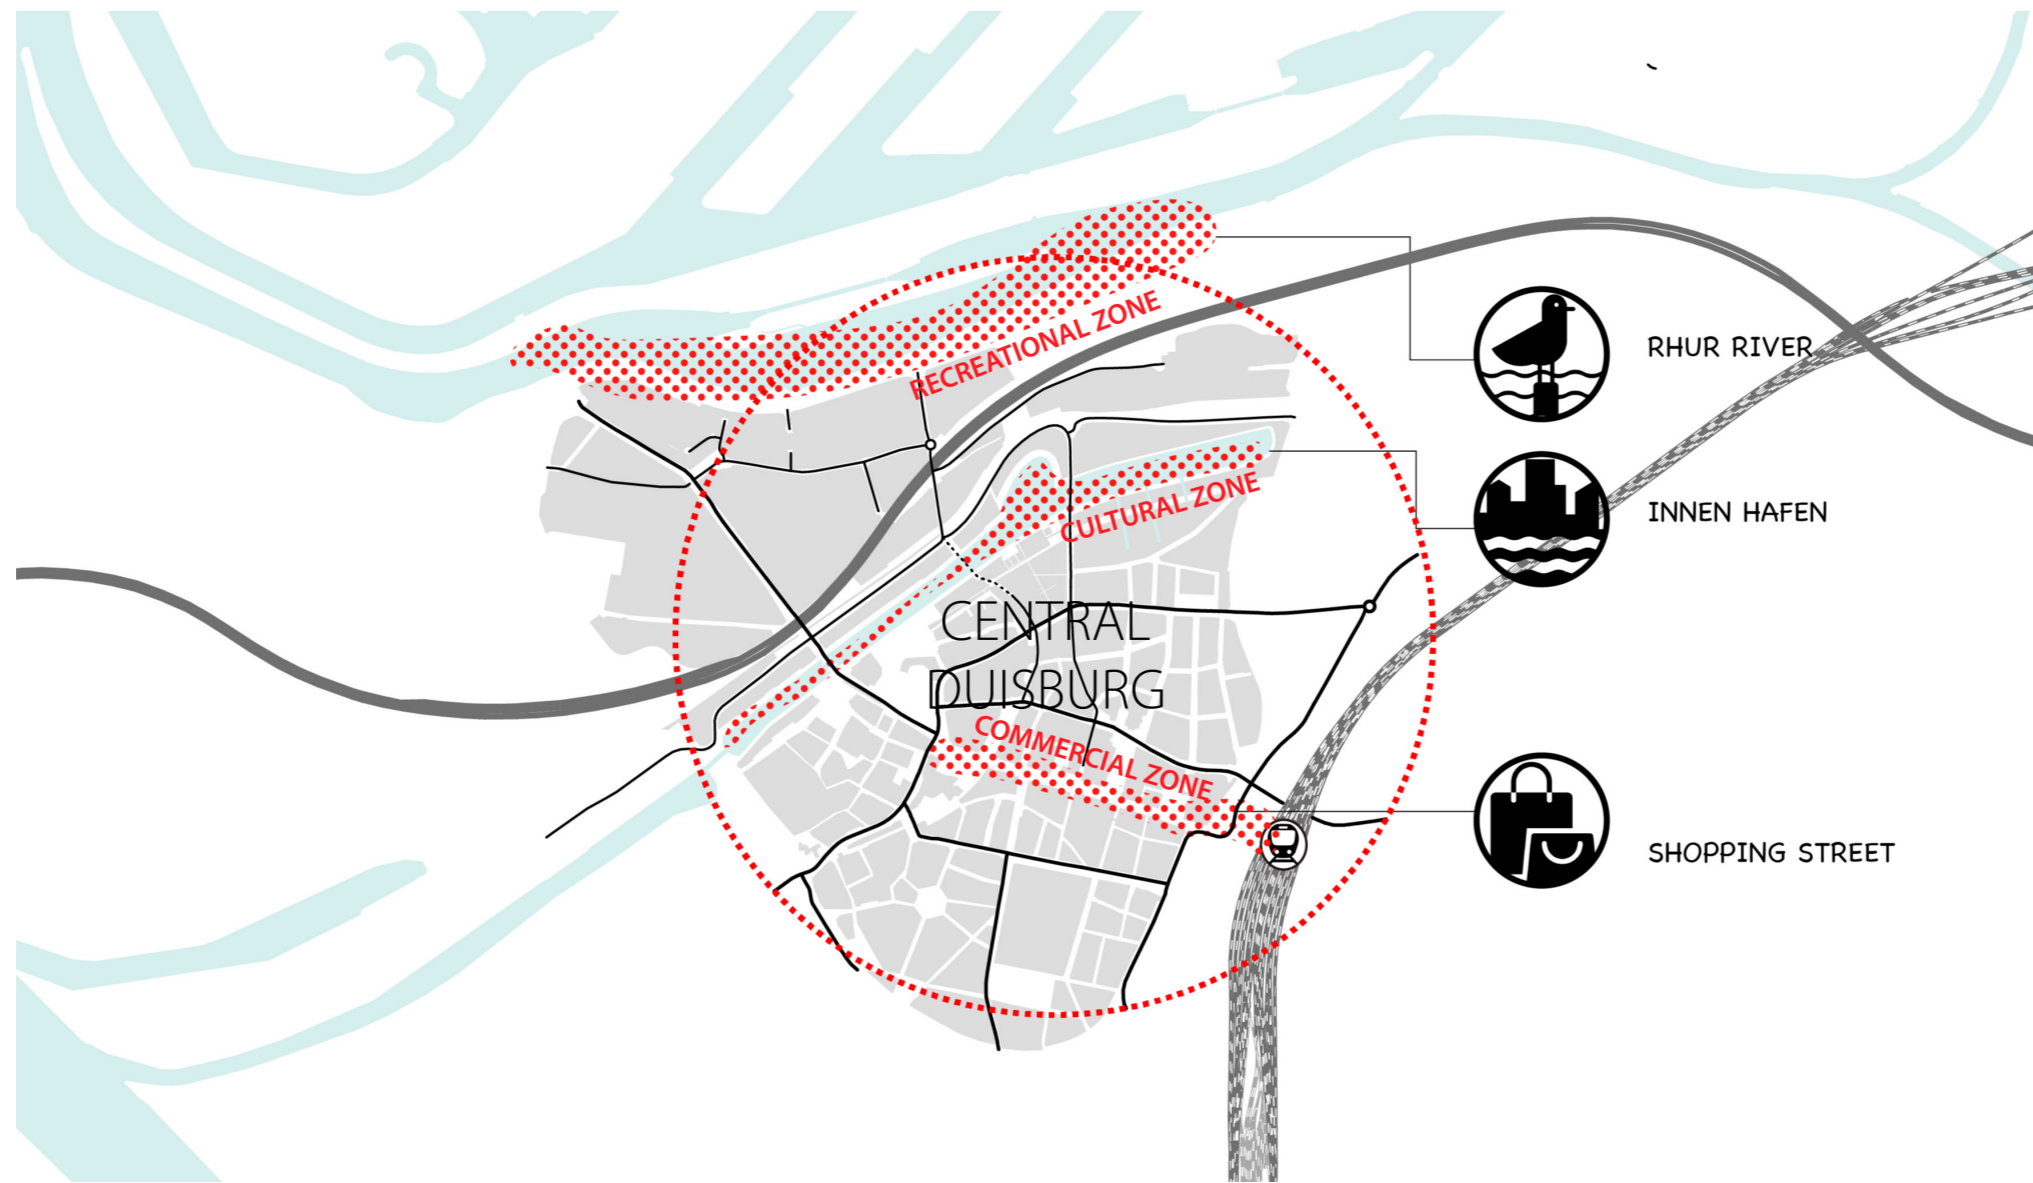 RECREATIONAL ZONE
RHUR RIVER
CULTURAL ZONE
INNEN HAFEN
CENTRAL
DUISBURG
COMMERCIAL ZONE
SHOPPING STREET